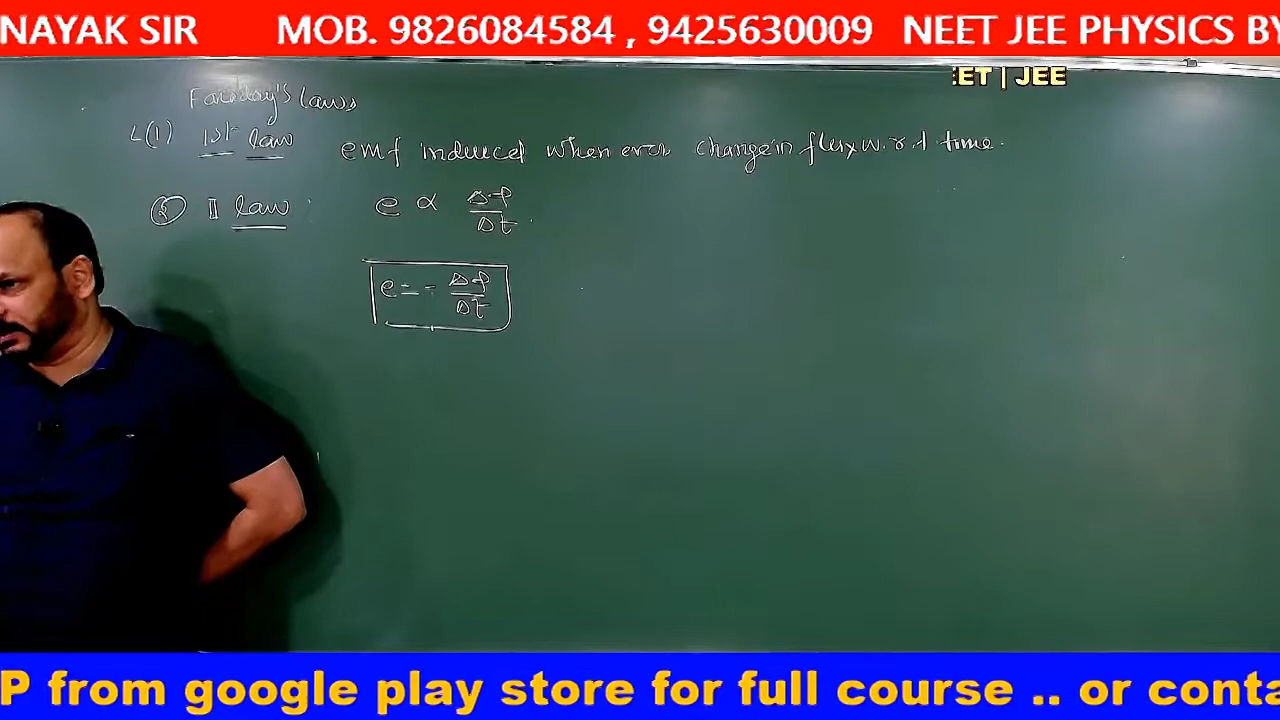 NAYAK SIR MOB. 9826084584 , 9425630009 NEET JEE PHYSICS BY
ET | JEE
Faraday's laws
(1) 1st law emf induced when ever change in flux w.r.t time.
(2) II law : e ∝ Δφ/Δt
e = - Δφ/Δt
P from google play store for full course .. or conta